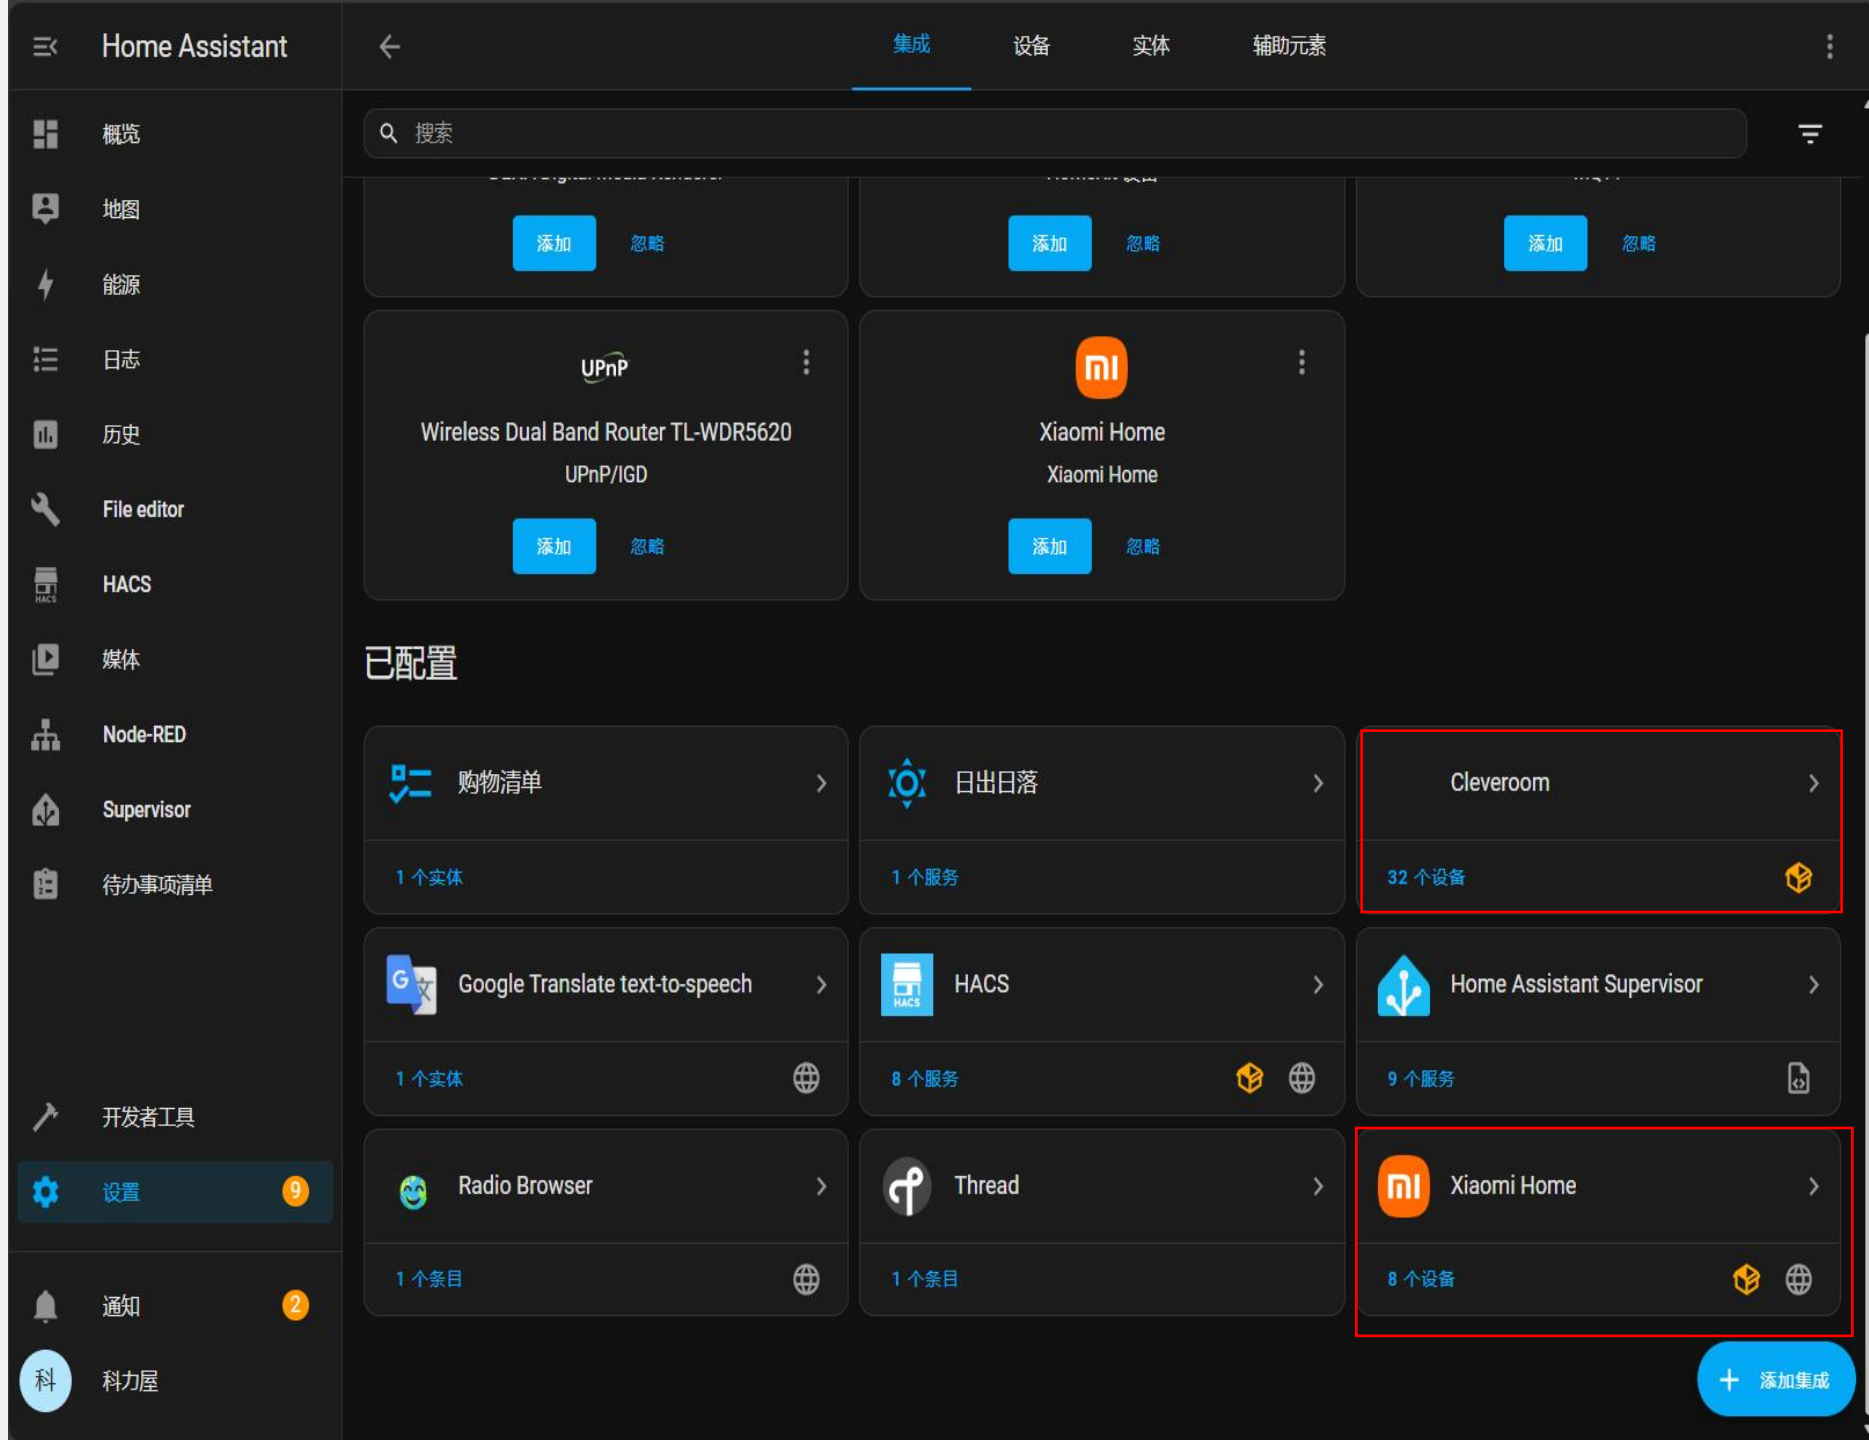 Home Assistant
集成
设备
实体
辅助元素
概览
搜索
地图
添加
忽略
添加
忽略
添加
忽略
能源
日志
UPnP
历史
Wireless Dual Band Router TL-WDR5620
Xiaomi Home
UPnP/IGD
Xiaomi Home
File editor
添加
忽略
添加
忽略
HACS
HACS
媒体
已配置
Node-RED
购物清单
日出日落
Cleveroom
Supervisor
1 个实体
1 个服务
32 个设备
待办事项清单
G
文
Google Translate text-to-speech
HACS
HACS
Home Assistant Supervisor
1 个实体
8 个服务
9 个服务
开发者工具
设置
9
Radio Browser
Thread
Xiaomi Home
1 个条目
1 个条目
8 个设备
通知
2
科
科力屋
添加集成